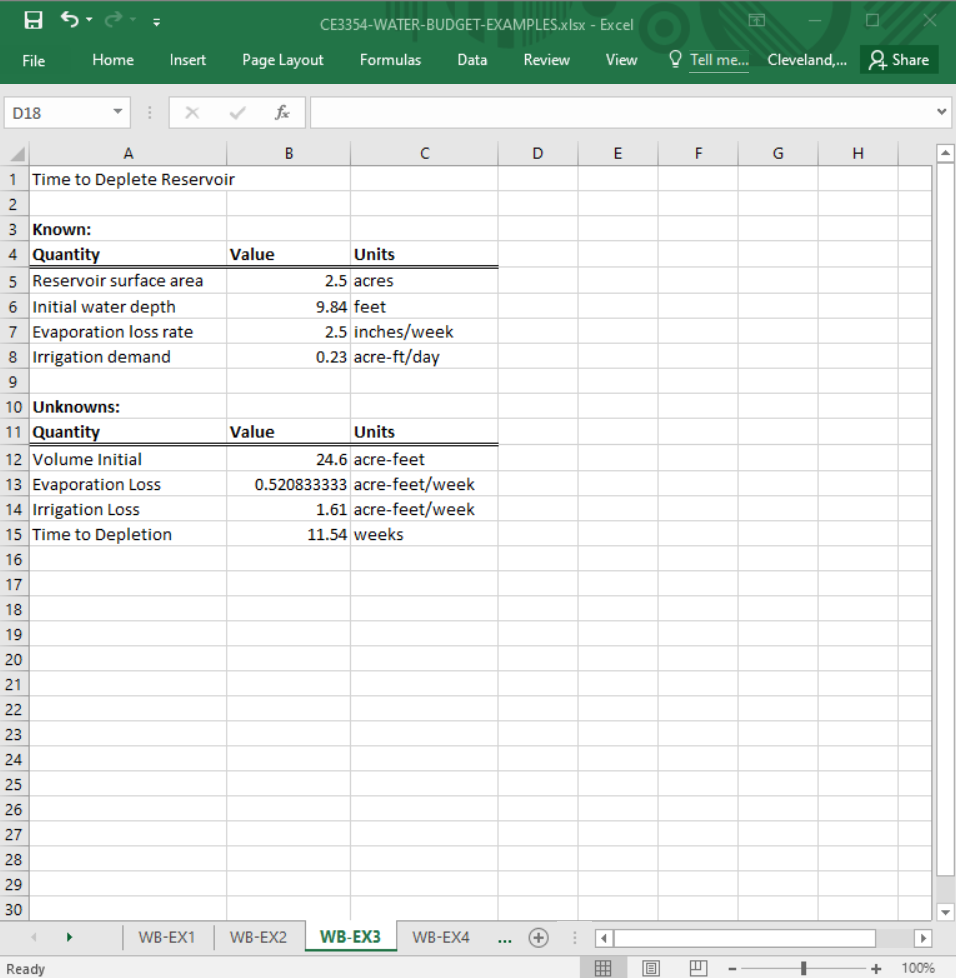 CE3354-WATER-BUDGET-EXAMPLES.xlsx - Excel
File Home Insert Page Layout Formulas Data Review View Tell me... Cleveland,... Share
D18 fx
A B C D E F G H
1 Time to Deplete Reservoir
2
3 Known:
4 Quantity Value Units
5 Reservoir surface area 2.5 acres
6 Initial water depth 9.84 feet
7 Evaporation loss rate 2.5 inches/week
8 Irrigation demand 0.23 acre-ft/day
9
10 Unknowns:
11 Quantity Value Units
12 Volume Initial 24.6 acre-feet
13 Evaporation Loss 0.520833333 acre-feet/week
14 Irrigation Loss 1.61 acre-feet/week
15 Time to Depletion 11.54 weeks
16
17
18
19
20
21
22
23
24
25
26
27
28
29
30
WB-EX1 WB-EX2 WB-EX3 WB-EX4 ...
Ready 100%